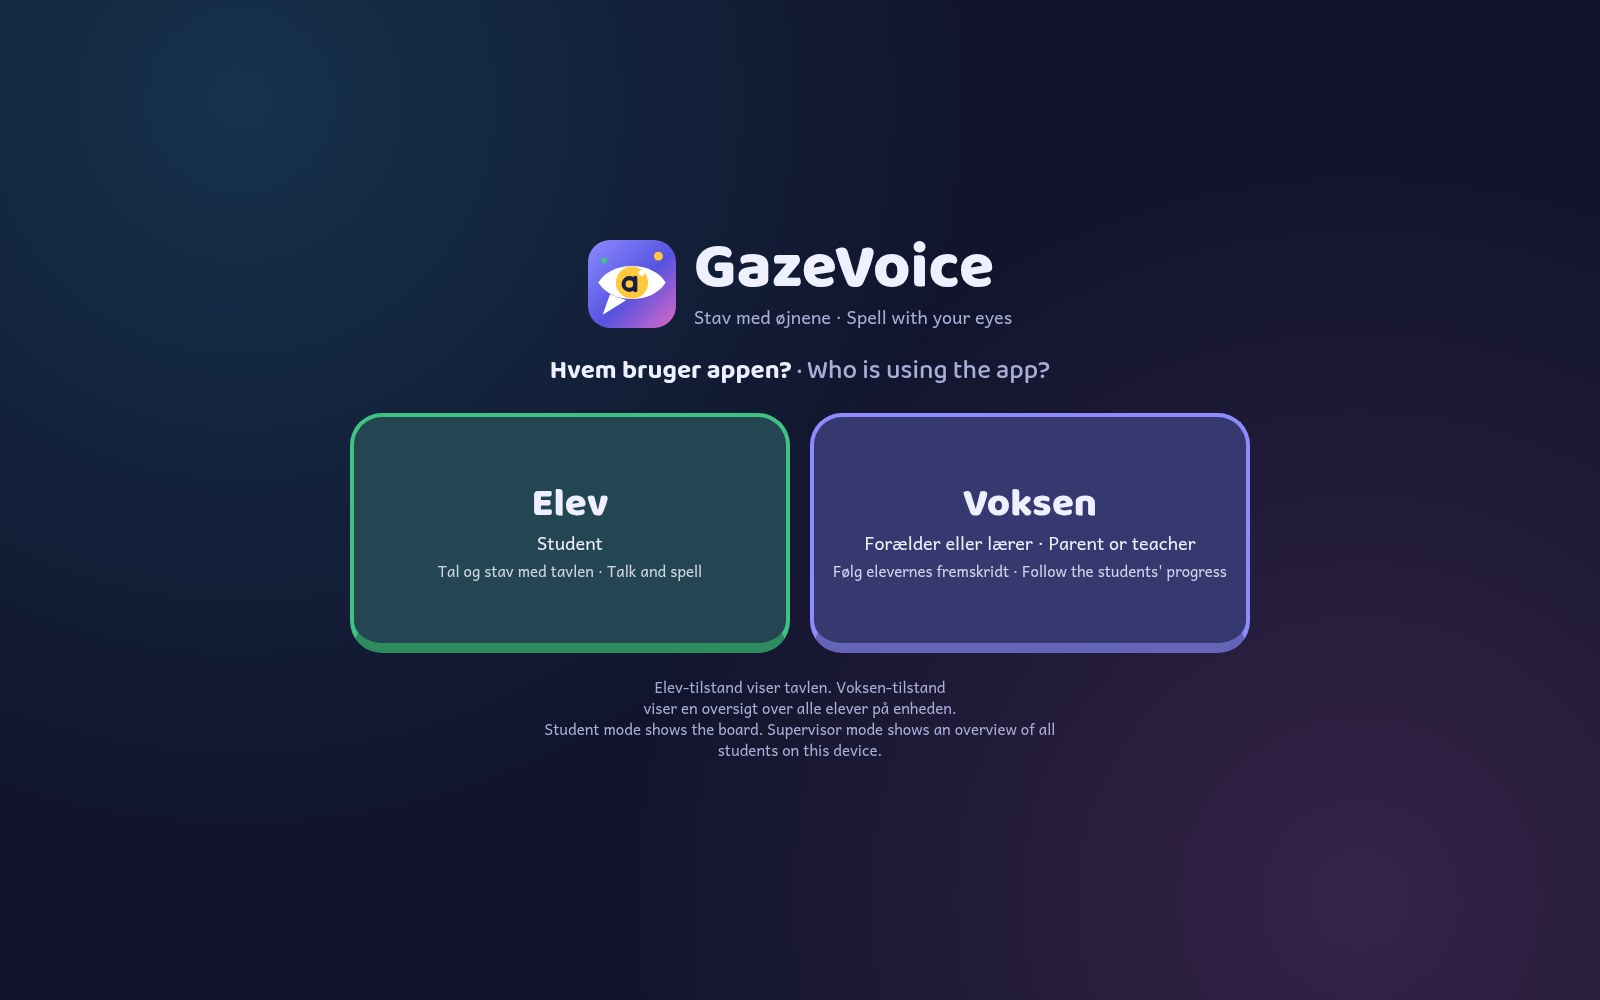 a
GazeVoice
Stav med øjnene · Spell with your eyes
Hvem bruger appen? · Who is using the app?
Elev
Student
Tal og stav med tavlen · Talk and spell
Voksen
Forælder eller lærer · Parent or teacher
Følg elevernes fremskridt · Follow the students' progress
Elev-tilstand viser tavlen. Voksen-tilstand
viser en oversigt over alle elever på enheden.
Student mode shows the board. Supervisor mode shows an overview of all
students on this device.